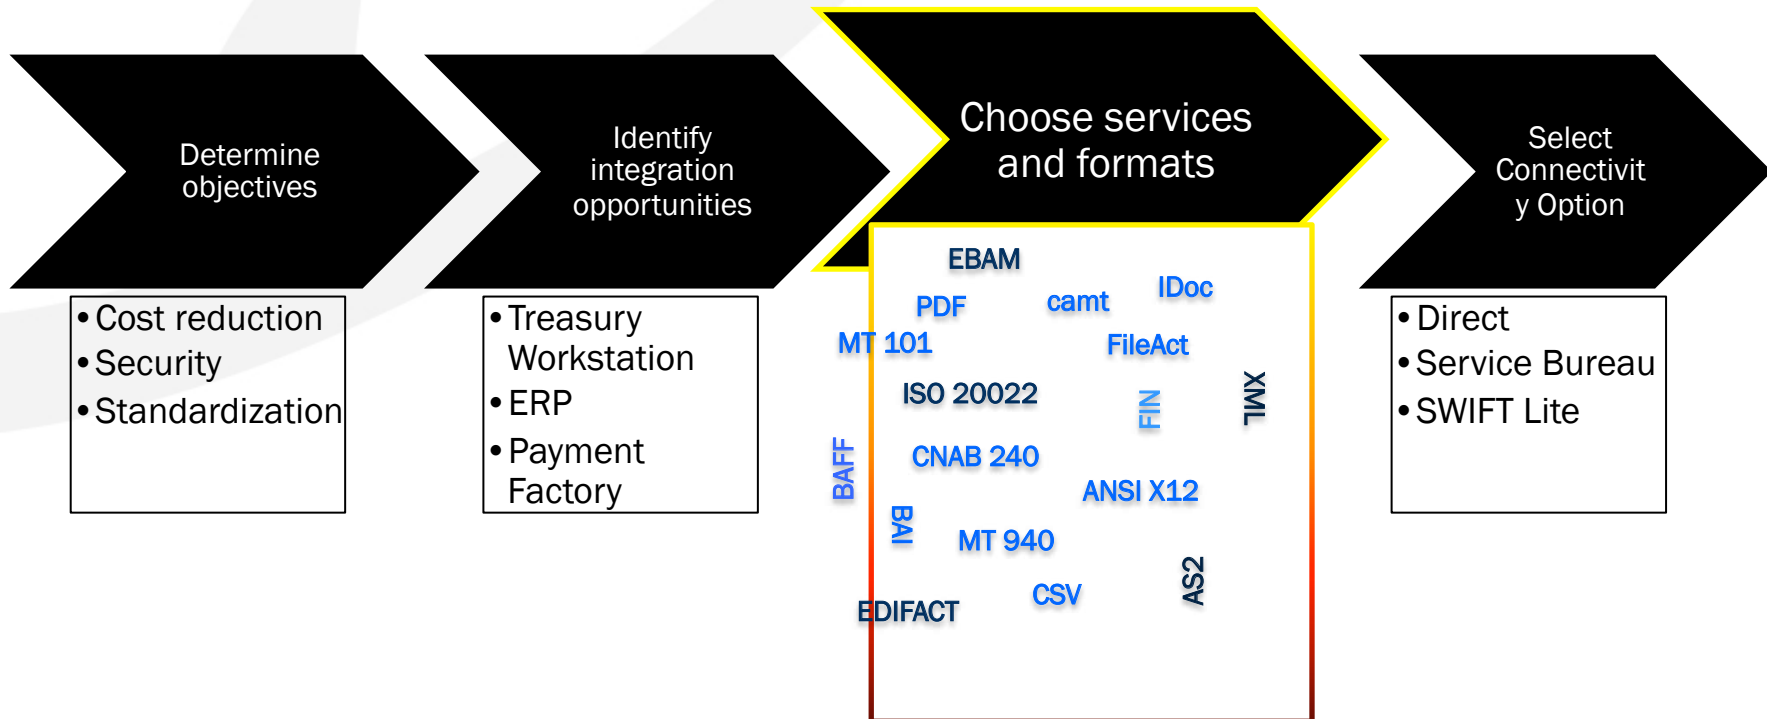 Determine
objectives
• Cost reduction
• Security
• Standardization
Identify
integration
opportunities
• Treasury
Workstation
• ERP
• Payment
Factory
Choose services
and formats
EBAM
IDoc
PDF
camt
MT 101
FileAct
ISO 20022
FIN
XML
BAFF
CNAB 240
ANSI X12
BAI
MT 940
AS2
CSV
EDIFACT
Select
Connectivit
y Option
• Direct
• Service Bureau
• SWIFT Lite